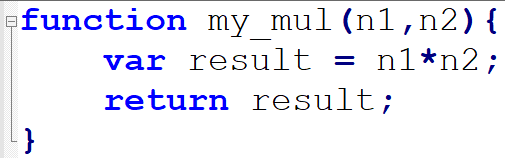 function my_mul(n1,n2){
    var result = n1*n2;
    return result;
}